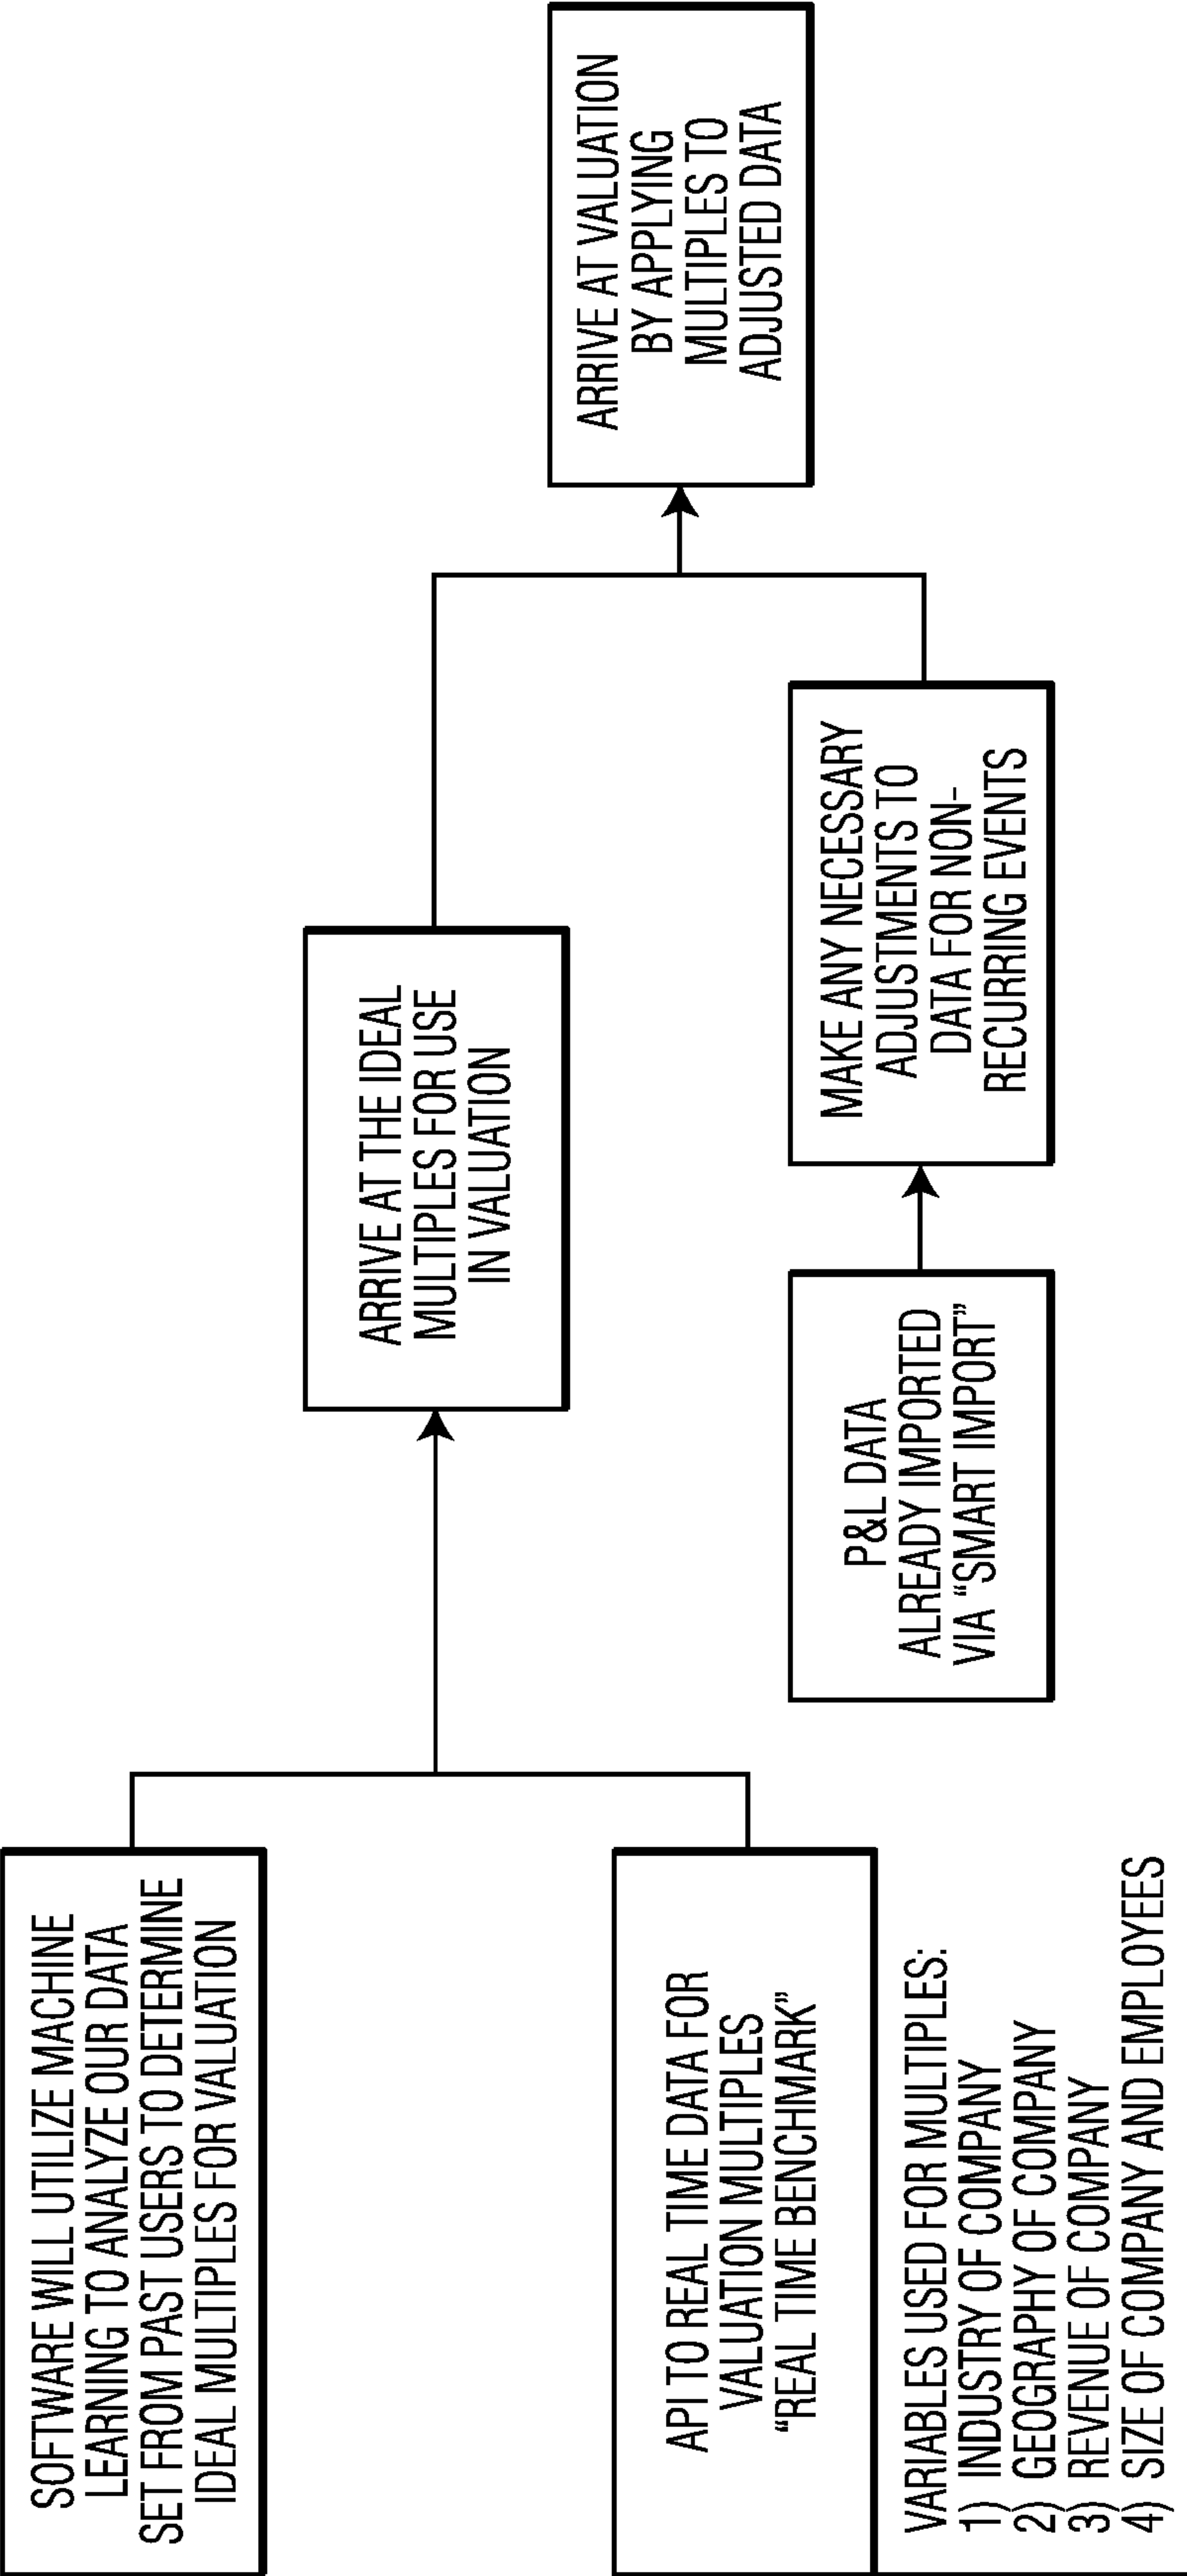 SOFTWARE WILL UTILIZE MACHINE
LEARNING TO ANALYZE OUR DATA
SET FROM PAST USERS TO DETERMINE
IDEAL MULTIPLES FOR VALUATION
API TO REAL TIME DATA FOR
VALUATION MULTIPLES
“REAL TIME BENCHMARK”
VARIABLES USED FOR MULTIPLES:
1) INDUSTRY OF COMPANY
2) GEOGRAPHY OF COMPANY
3) REVENUE OF COMPANY
4) SIZE OF COMPANY AND EMPLOYEES
ARRIVE AT THE IDEAL
MULTIPLES FOR USE
IN VALUATION
P&L DATA
ALREADY IMPORTED
VIA “SMART IMPORT”
MAKE ANY NECESSARY
ADJUSTMENTS TO
DATA FOR NON-
RECURRING EVENTS
ARRIVE AT VALUATION
BY APPLYING
MULTIPLES TO
ADJUSTED DATA